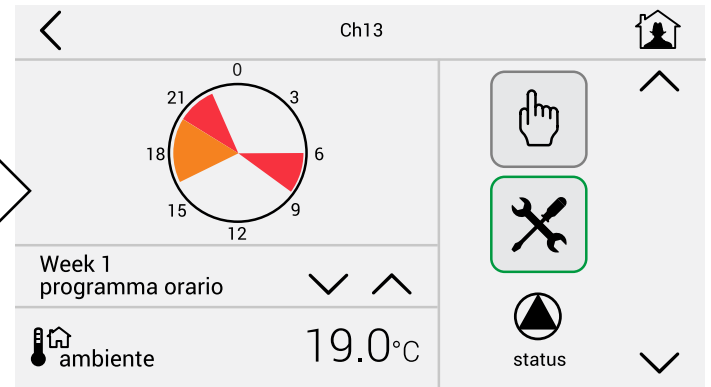 Ch13
0
21
3
18
6
15
9
12
Week 1
programma orario
ambiente
19.0°C
status